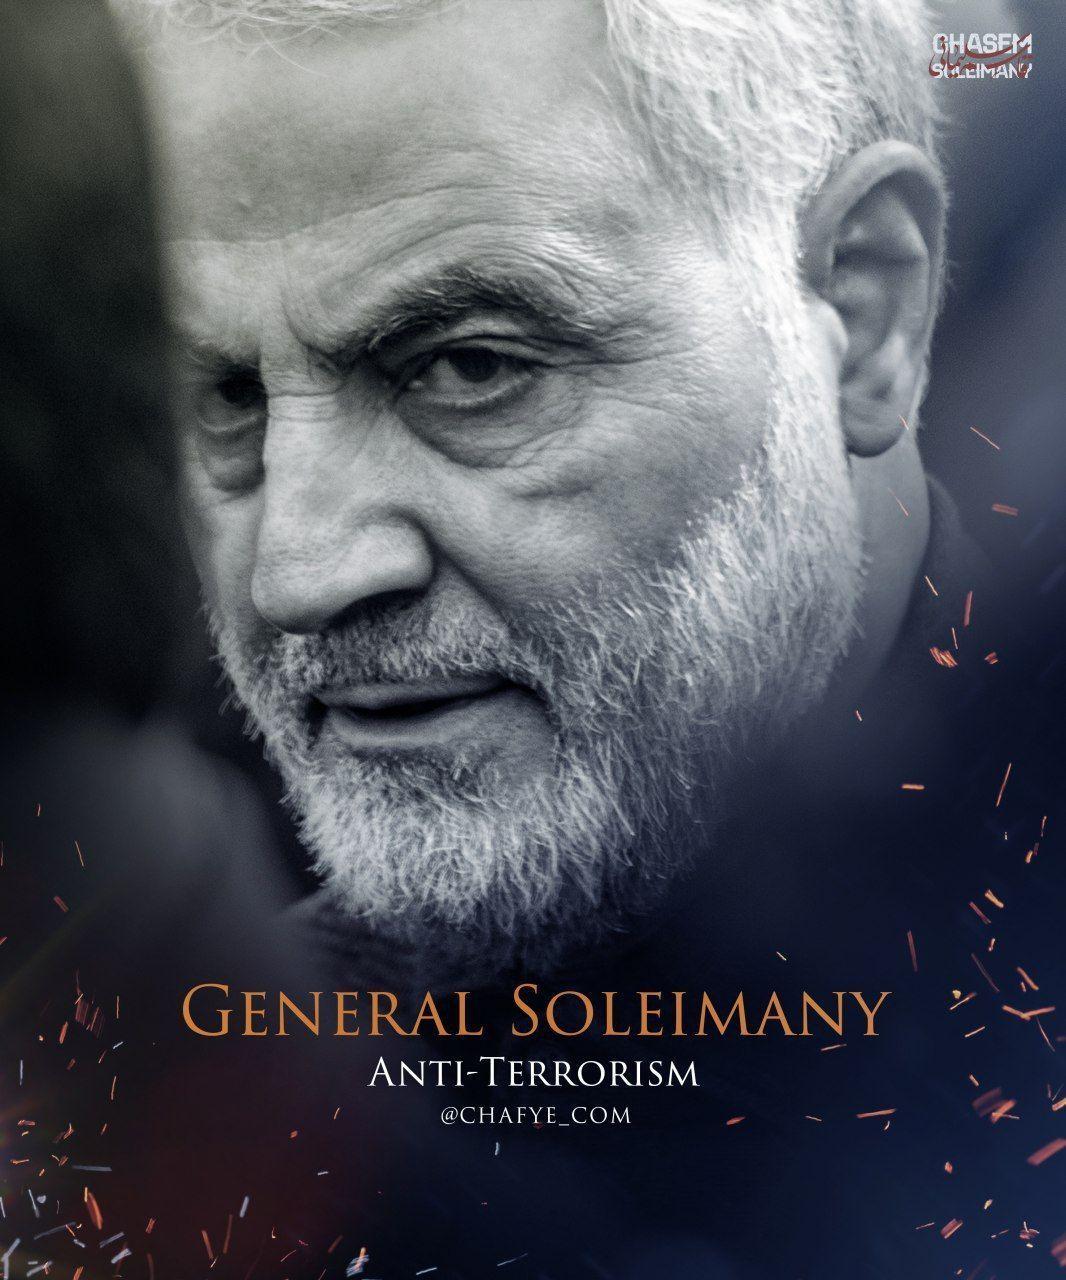 GHASEM
SOLEIMANY
GENERAL SOLEIMANY
ANTI-TERRORISM
@CHAFYE_COM